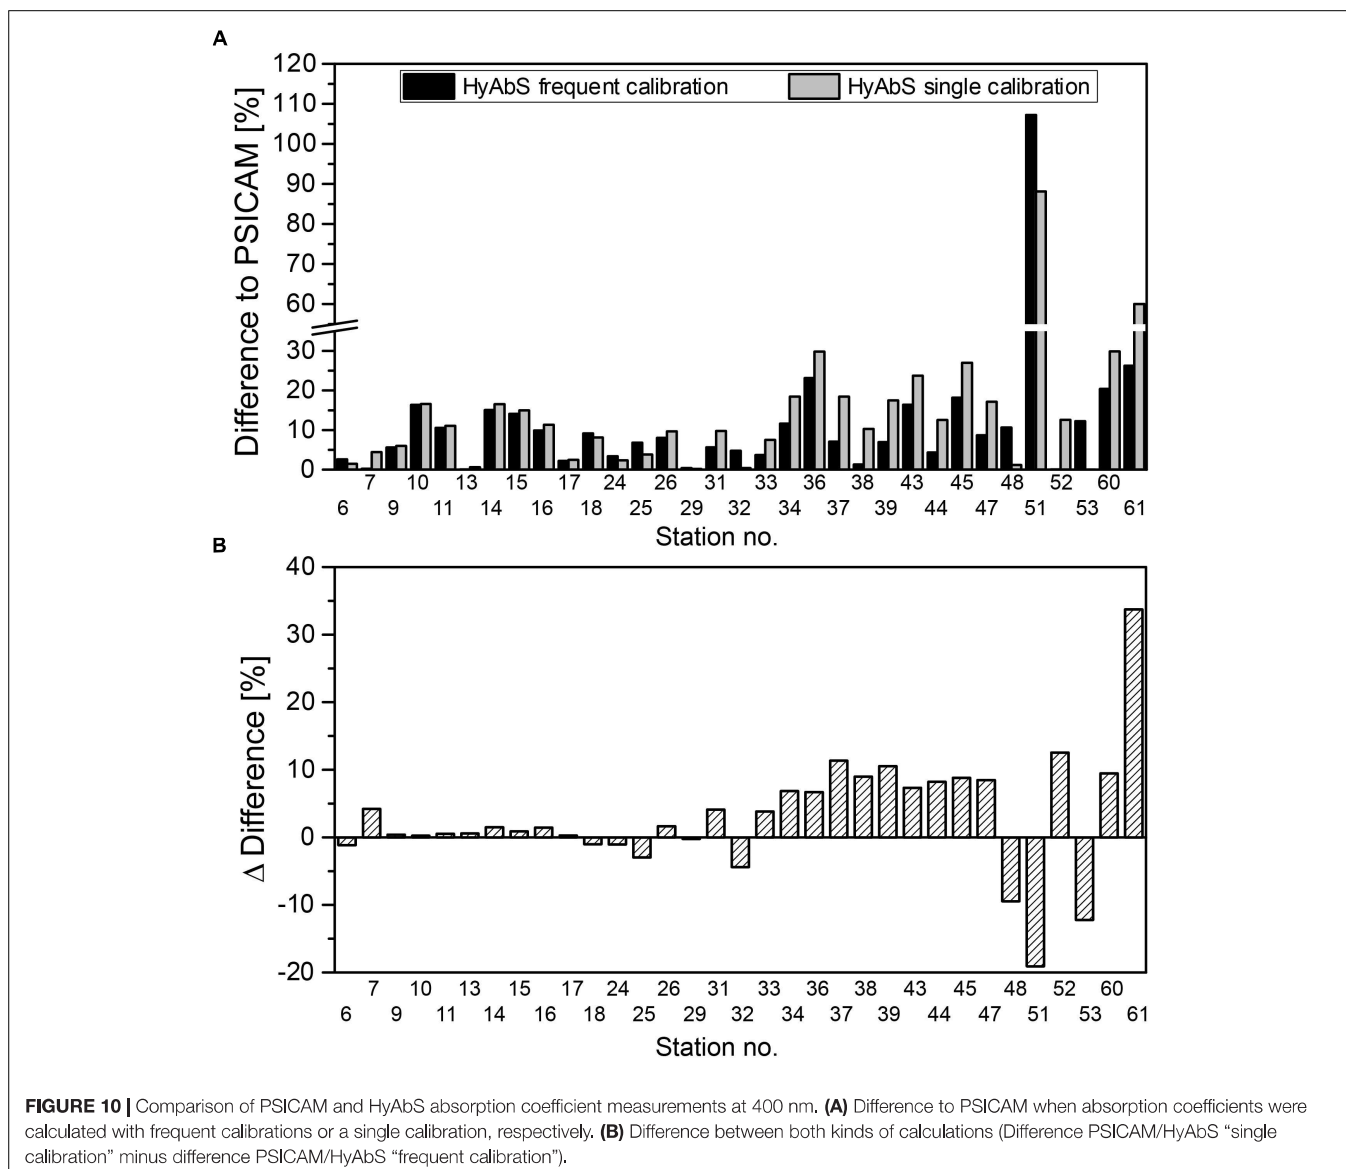 A
Difference to PSICAM [%]
120
110
100
90
80
70
60
30
20
10
0
HyAbS frequent calibration HyAbS single calibration
7 10 13 15 17 24 26 31 33 36 38 43 45 48 52 60
6 9 11 14 16 18 25 29 32 34 37 39 44 47 51 53 61
Station no.
B
Δ Difference [%]
40
30
20
10
0
-10
-20
7 10 13 15 17 24 26 31 33 36 38 43 45 48 52 60
6 9 11 14 16 18 25 29 32 34 37 39 44 47 51 53 61
Station no.
FIGURE 10 | Comparison of PSICAM and HyAbS absorption coefficient measurements at 400 nm. (A) Difference to PSICAM when absorption coefficients were
calculated with frequent calibrations or a single calibration, respectively. (B) Difference between both kinds of calculations (Difference PSICAM/HyAbS “single
calibration” minus difference PSICAM/HyAbS “frequent calibration”).